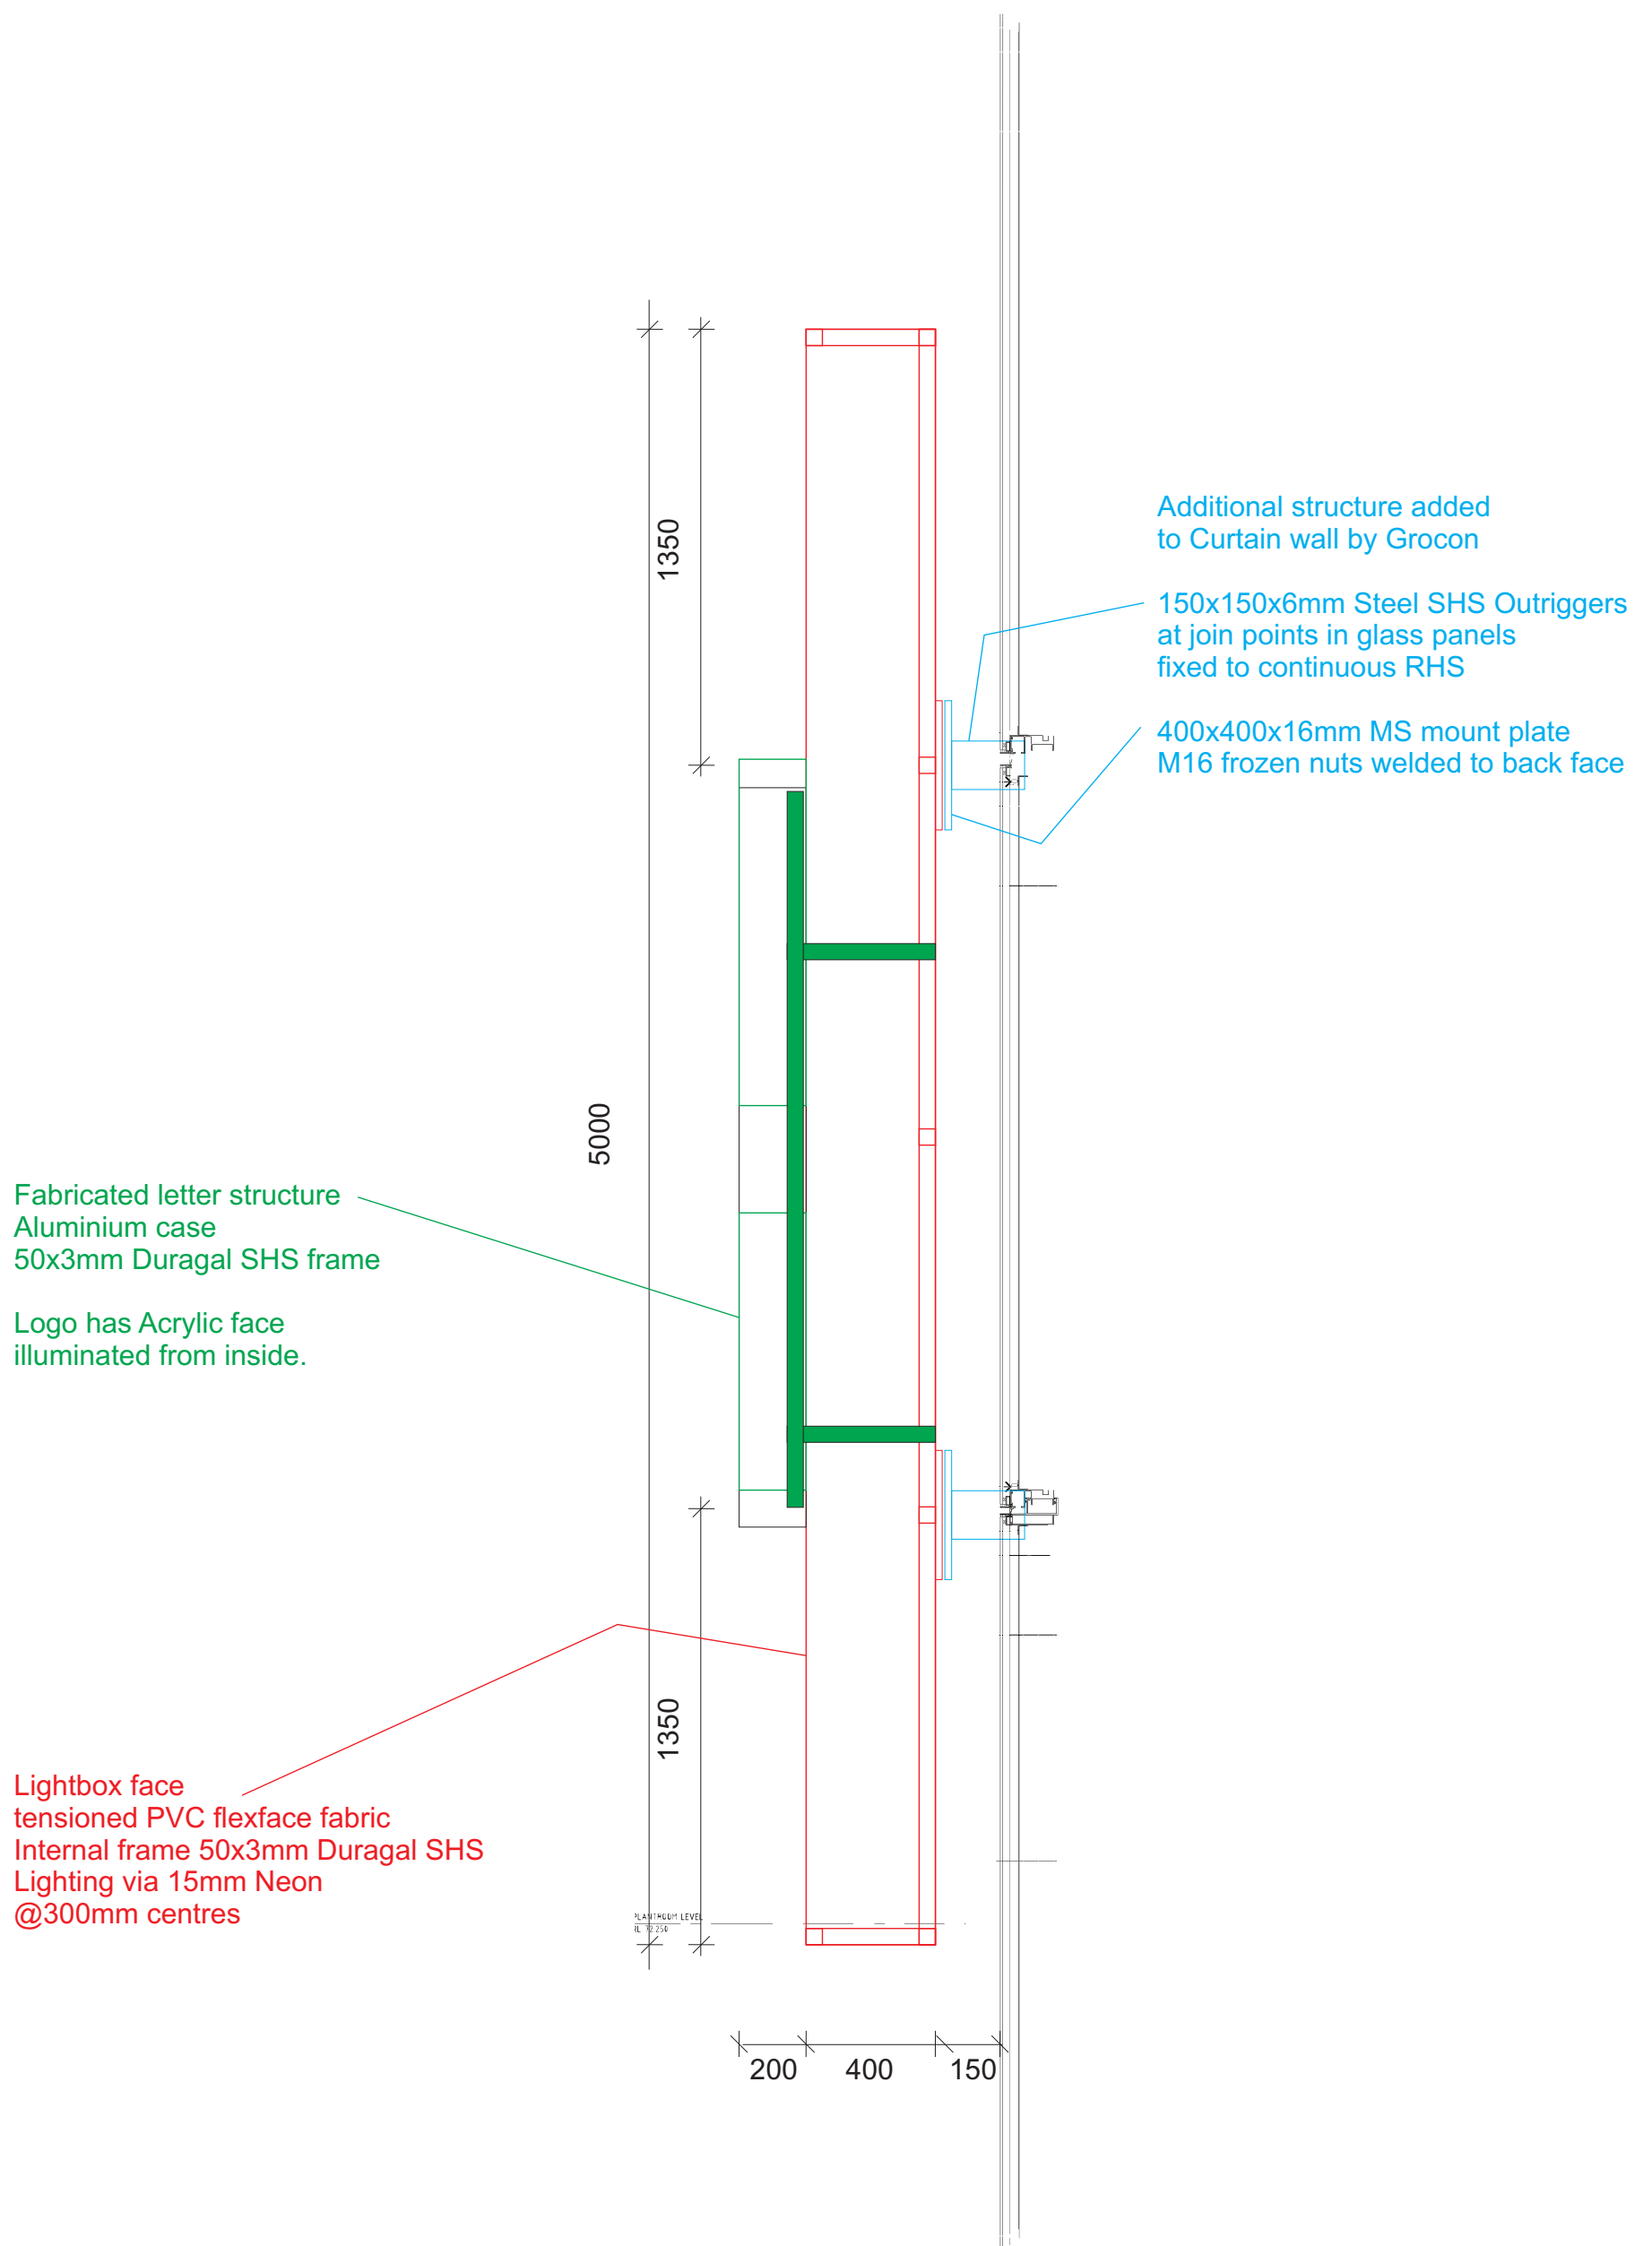 1350
Additional structure added
to Curtain wall by Grocon
150x150x6mm Steel SHS Outriggers
at join points in glass panels
fixed to continuous RHS
400x400x16mm MS mount plate
M16 frozen nuts welded to back face
5000
Fabricated letter structure
Aluminium case
50x3mm Duragal SHS frame
Logo has Acrylic face
illuminated from inside.
1350
Lightbox face
tensioned PVC flexface fabric
Internal frame 50x3mm Duragal SHS
Lighting via 15mm Neon
@300mm centres
PLANTROOM LEVEL
RL 72.250
200 400 150